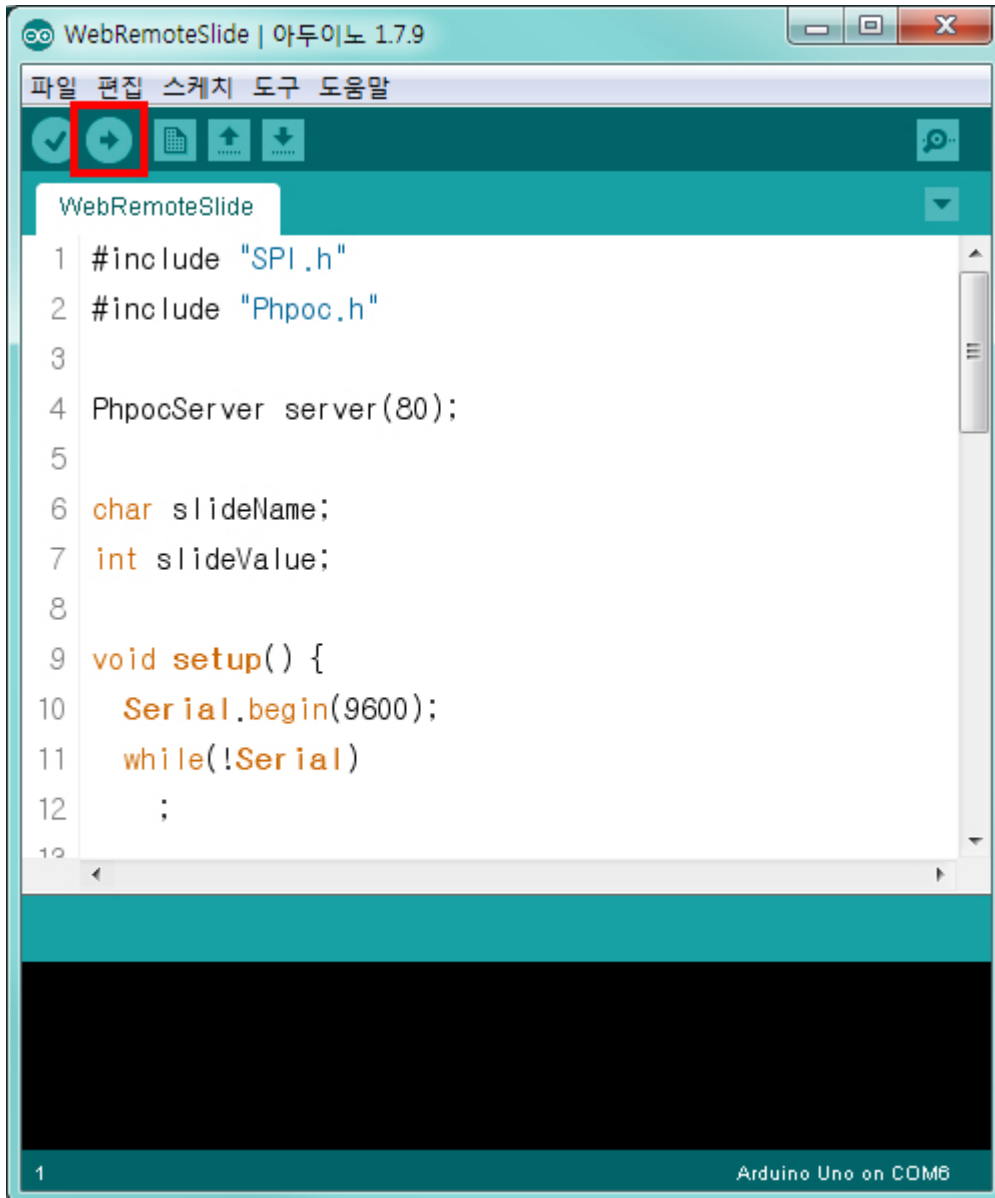 WebRemoteSlide | 아두이노 1.7.9
파일 편집 스케치 도구 도움말
WebRemoteSlide
1 #include "SPI.h"
2 #include "Phpoc.h"
3
4 PhpocServer server(80);
5
6 char slideName;
7 int slideValue;
8
9 void setup() {
10 Serial.begin(9600);
11 while(!Serial)
12 ;
13
1 Arduino Uno on COM6